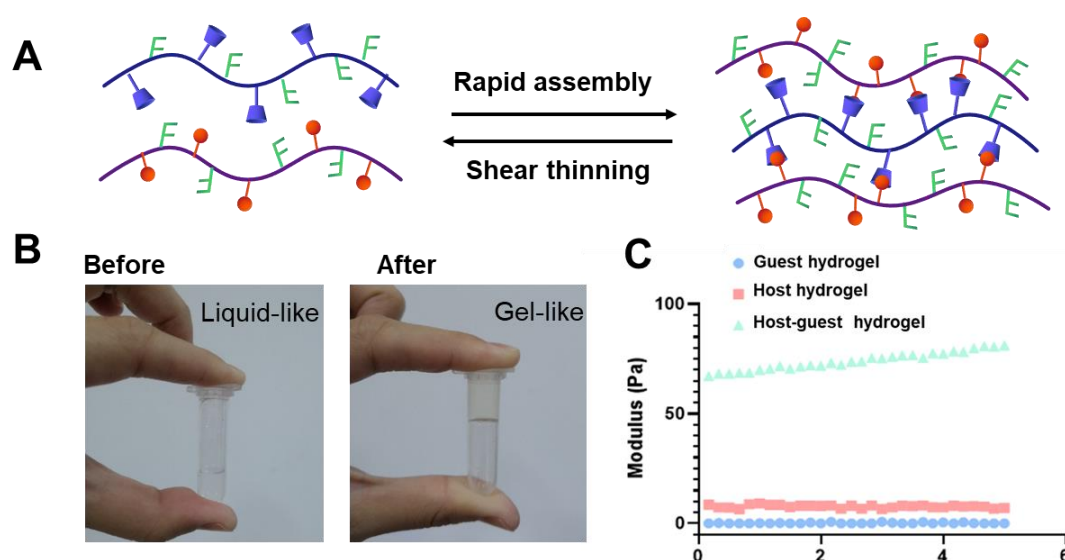 A
Rapid assembly
Shear thinning
B
Before
After
Liquid-like
Gel-like
C
Guest hydrogel
Host hydrogel
Host-guest hydrogel
Modulus (Pa)
100
50
0
0
2
4
6